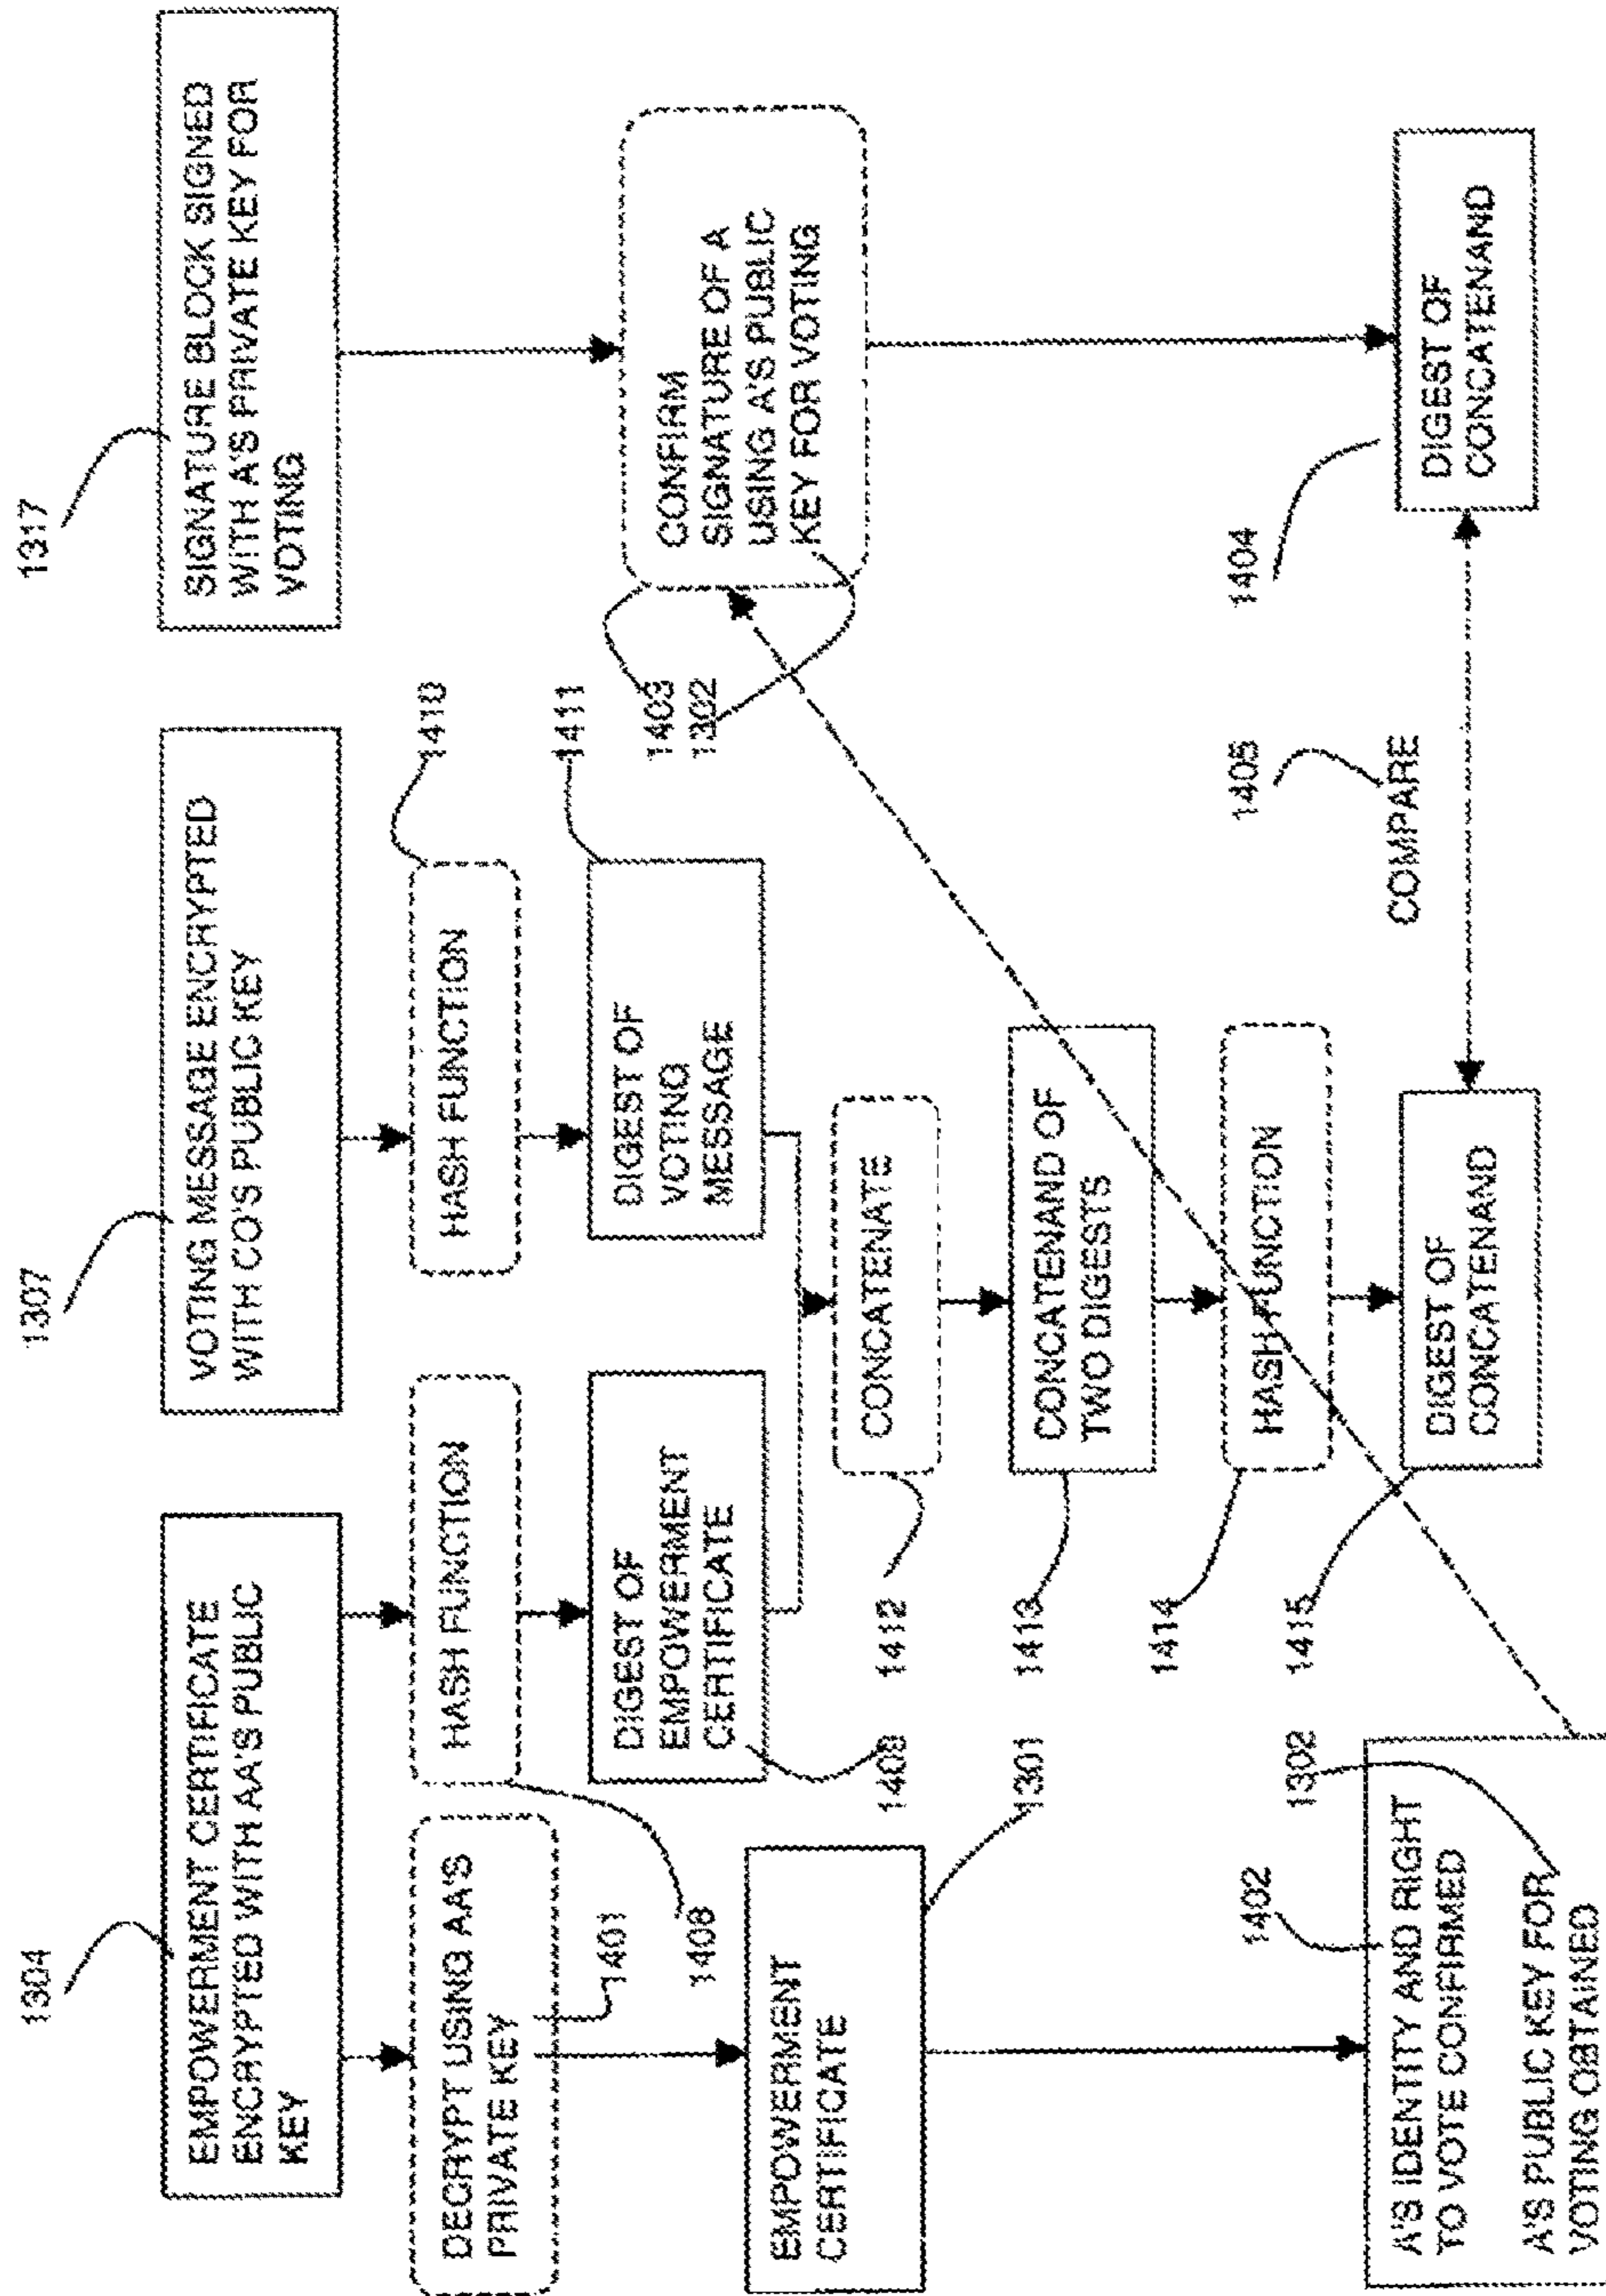 1304
EMPOWERMENT CERTIFICATE
ENCRYPTED WITH AA'S PUBLIC
KEY
1307
VOTING MESSAGE ENCRYPTED
WITH CO'S PUBLIC KEY
1317
SIGNATURE BLOCK SIGNED
WITH A'S PRIVATE KEY FOR
VOTING
DECRYPT USING AA'S
PRIVATE KEY
1401
HASH FUNCTION
1408
HASH FUNCTION
1410
EMPOWERMENT
CERTIFICATE
1301
DIGEST OF
EMPOWERMENT
CERTIFICATE
1409
DIGEST OF
VOTING
MESSAGE
1411
CONFIRM
SIGNATURE OF A
USING A'S PUBLIC
KEY FOR VOTING
1403
1302
CONCATENATE
1412
CONCATENAND OF
TWO DIGESTS
1413
HASH FUNCTION
1414
1402
A'S IDENTITY AND RIGHT
TO VOTE CONFIRMED
A'S PUBLIC KEY FOR
VOTING OBTAINED
1302
1415
DIGEST OF
CONCATENAND
1405
COMPARE
1404
DIGEST OF
CONCATENAND